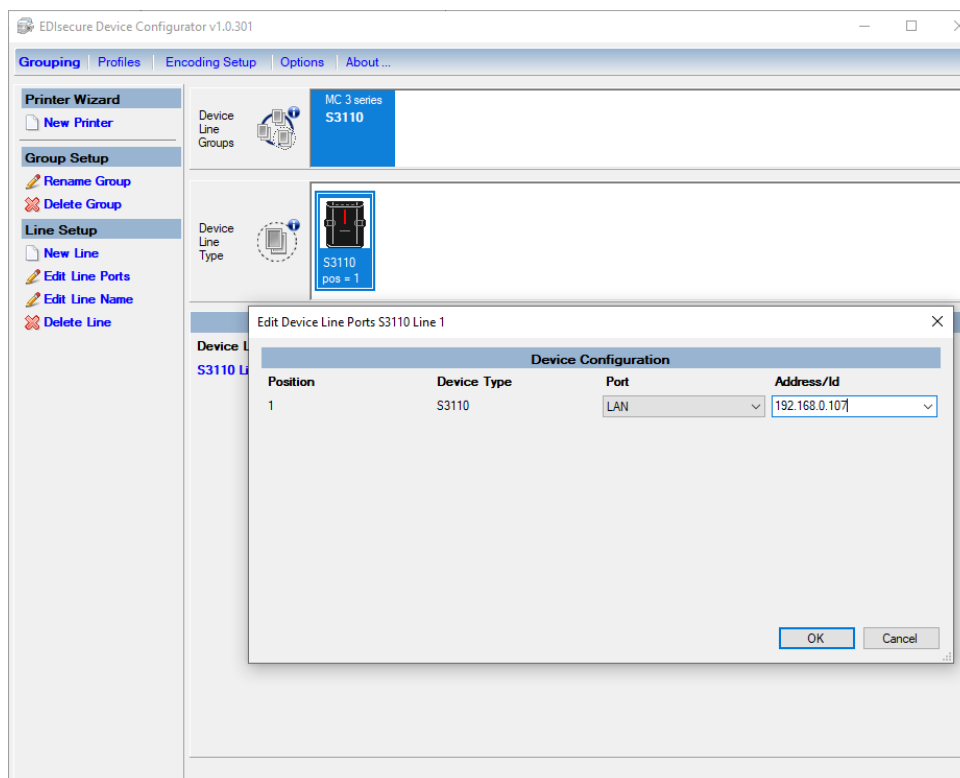 EDIsecure Device Configurator v1.0.301
Grouping Profiles Encoding Setup Options About ...
Printer Wizard
New Printer
Group Setup
Rename Group
Delete Group
Line Setup
New Line
Edit Line Ports
Edit Line Name
Delete Line
Device
Line
Groups
MC 3 series
S3110
Device
Line
Type
S3110
pos = 1
Device L
S3110 Li
Edit Device Line Ports S3110 Line 1
Device Configuration
Position Device Type Port Address/Id
1 S3110 LAN 192.168.0.107
OK Cancel